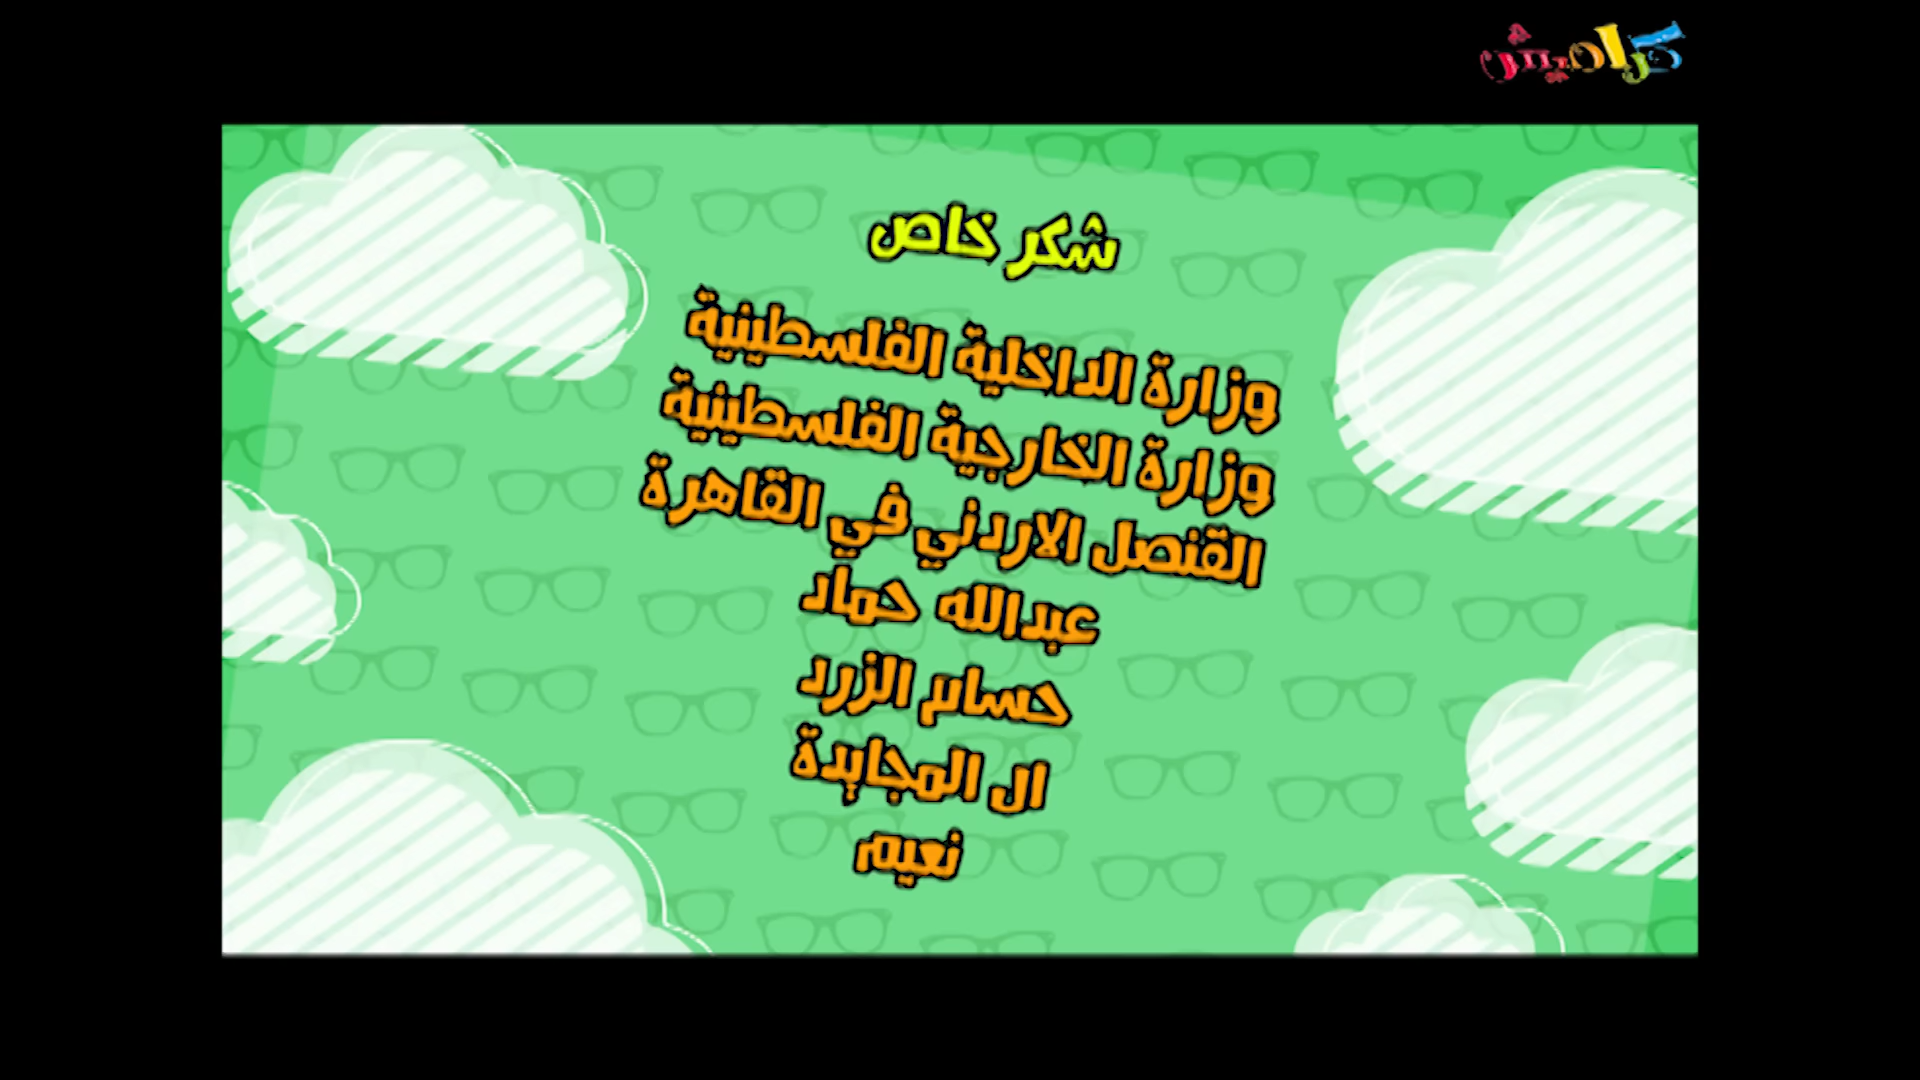 كراميش
شكر خاص
وزارة الداخلية الفلسطينية
وزارة الخارجية الفلسطينية
القنصل الاردني في القاهرة
عبدالله حماد
حسام الزرد
ال المجايدة
نعيم